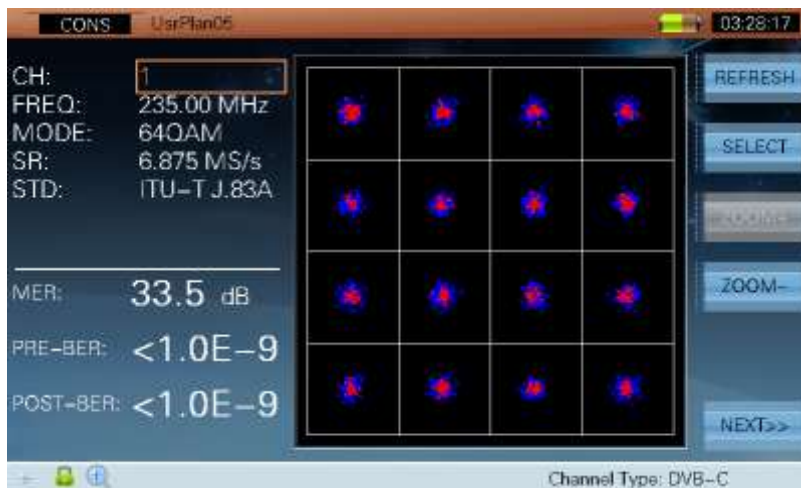 CONS UsrPlan05 03:28:17
CH: 1
FREQ: 235.00 MHz
MODE: 64QAM
SR: 6.875 MS/s
STD: ITU-T J.83A
MER: 33.5 dB
PRE-BER: <1.0E-9
POST-BER: <1.0E-9
REFRESH
SELECT
ZOOM+
ZOOM-
NEXT>>
Channel Type: DVB-C